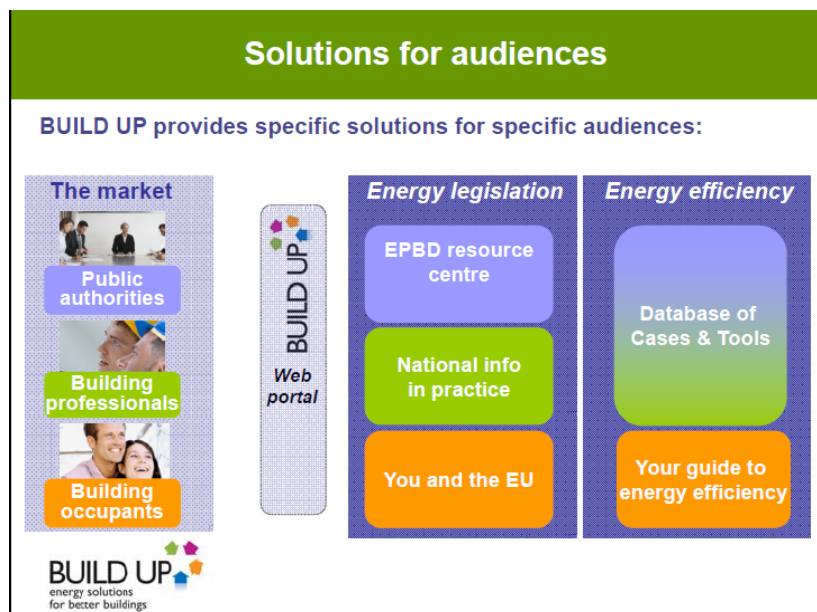 Solutions for audiences
BUILD UP provides specific solutions for specific audiences:
The market
Public
authorities
Building
professionals
Building
occupants
BUILD UP
Web
portal
Energy legislation
EPBD resource
centre
National info
in practice
You and the EU
Energy efficiency
Database of
Cases & Tools
Your guide to
energy efficiency
BUILD UP
energy solutions
for better buildings